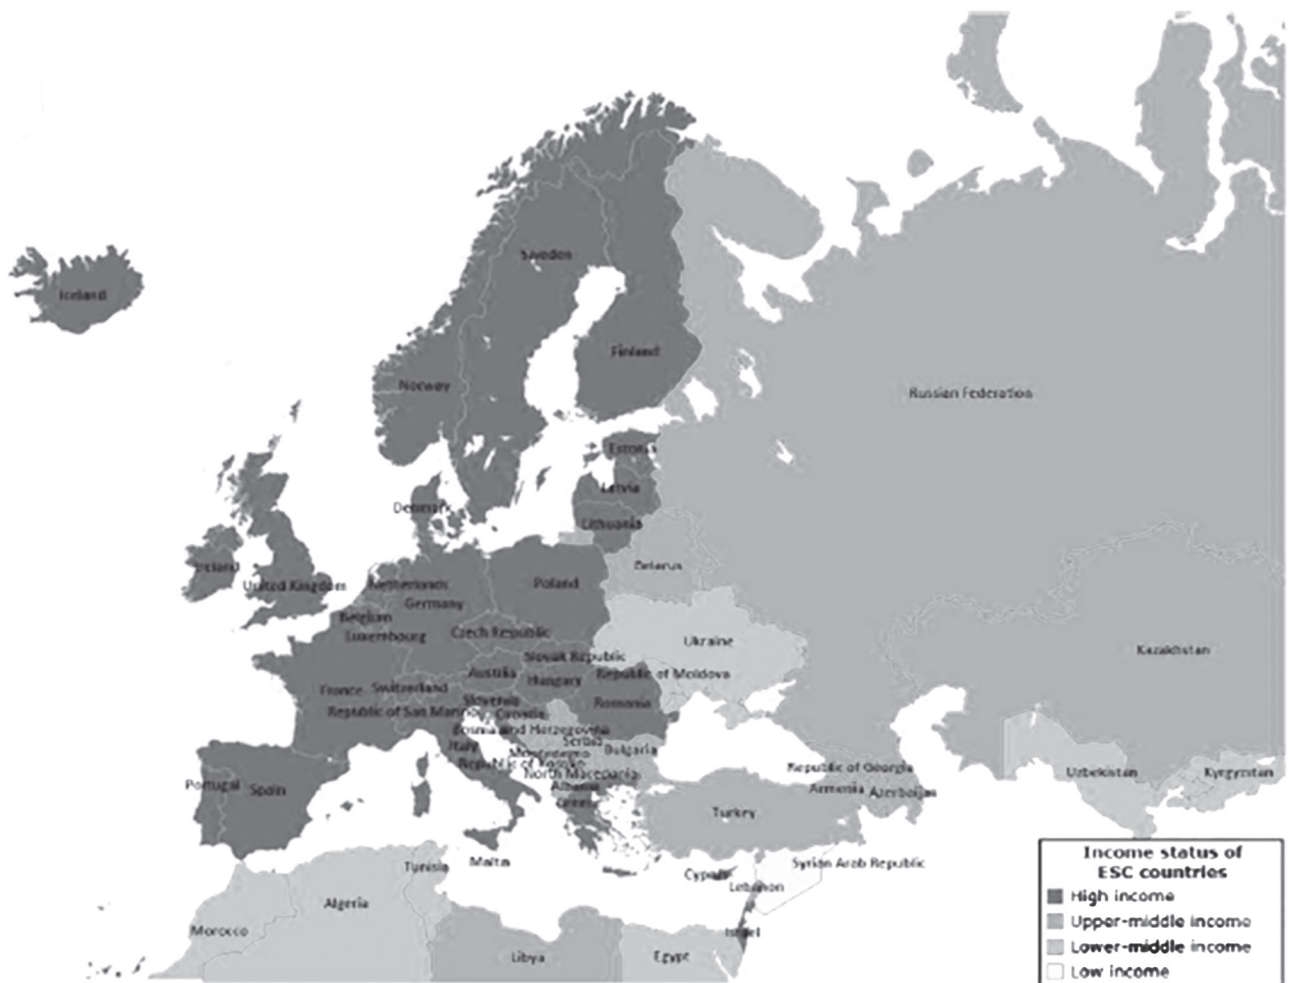 Sweden
Iceland
Finland
Norway
Russian Federation
Estonia
Latvia
Denmark
Lithuania
Ireland
Belarus
United Kingdom
Netherlands
Poland
Germany
Belgium
Luxembourg
Czech Republic
Ukraine
Kazakhstan
Slovak Republic
Austria
Hungary
Republic of Moldova
France
Switzerland
Slovenia
Romania
Republic of San Marino
Croatia
Bosnia and Herzegovina
Serbia
Italy
Montenegro
Bulgaria
Republic of Kosovo
North Macedonia
Republic of Georgia
Uzbekistan
Kyrgyzstan
Portugal
Spain
Albania
Armenia
Azerbaijan
Greece
Turkey
Tunisia
Malta
Cyprus
Syrian Arab Republic
Lebanon
Algeria
Morocco
Israel
Libya
Egypt
Income status of
ESC countries
High income
Upper-middle income
Lower-middle income
Low income